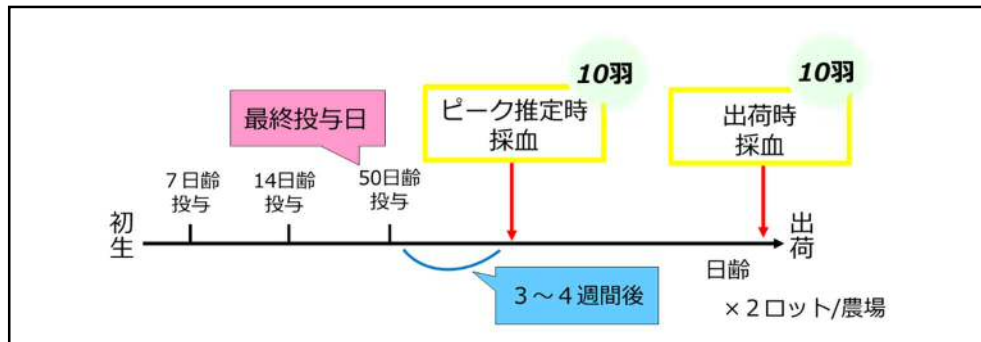 10羽
10羽
ピーク推定時
採血
出荷時
採血
最終投与日
7日齢
投与
14日齢
投与
50日齢
投与
初生
出荷
日齢
3～4週間後
×2ロット/農場